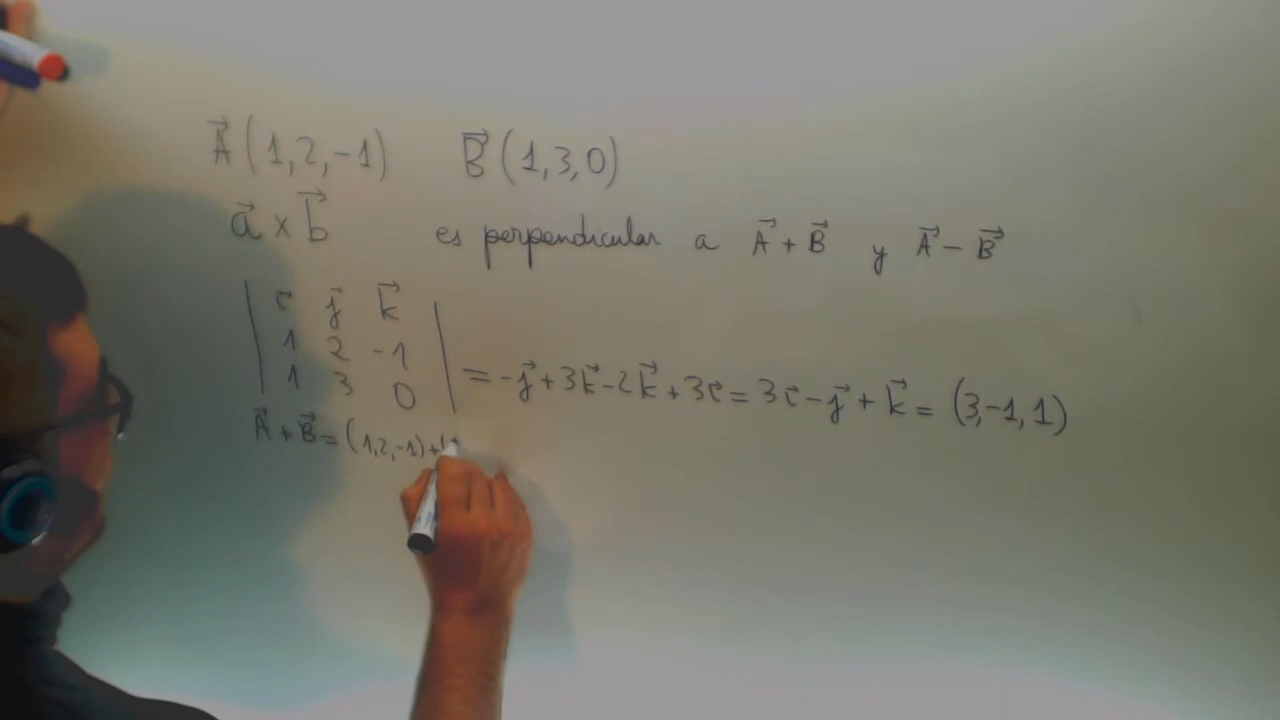 A⃗ (1,2,-1) B⃗ (1,3,0)
a⃗ x b⃗ es perpendicular a A⃗ + B⃗ y A⃗ - B⃗
| i⃗ j⃗ k⃗ |
| 1 2 -1 | = -j⃗ + 3k⃗ - 2k⃗ + 3i⃗ = 3i⃗ - j⃗ + k⃗ = (3,-1,1)
| 1 3 0 |
A⃗ + B⃗ = (1,2,-1) + (